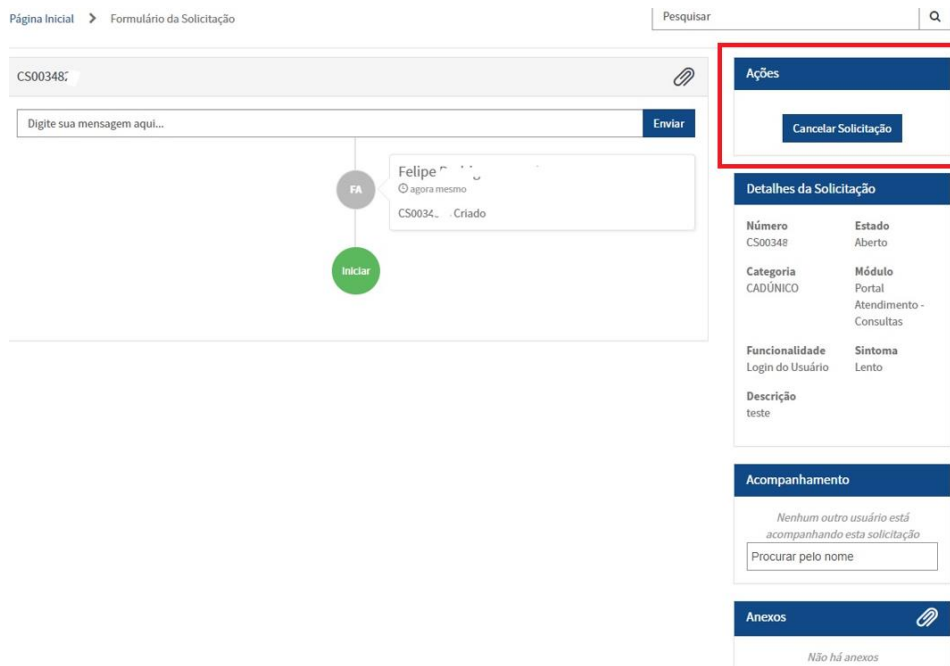 Página Inicial > Formulário da Solicitação
Pesquisar
CS00348
Digite sua mensagem aqui...
Enviar
FA
Felipe
agora mesmo
Criado
Iniciar
Ações
Cancelar Solicitação
Detalhes da Solicitação
Número Estado
CS00348 Aberto
Categoria Módulo
CADÚNICO Portal
Atendimento -
Consultas
Funcionalidade Sintoma
Login do Usuário Lento
Descrição
teste
Acompanhamento
Nenhum outro usuário está
acompanhando esta solicitação
Procurar pelo nome
Anexos
Não há anexos